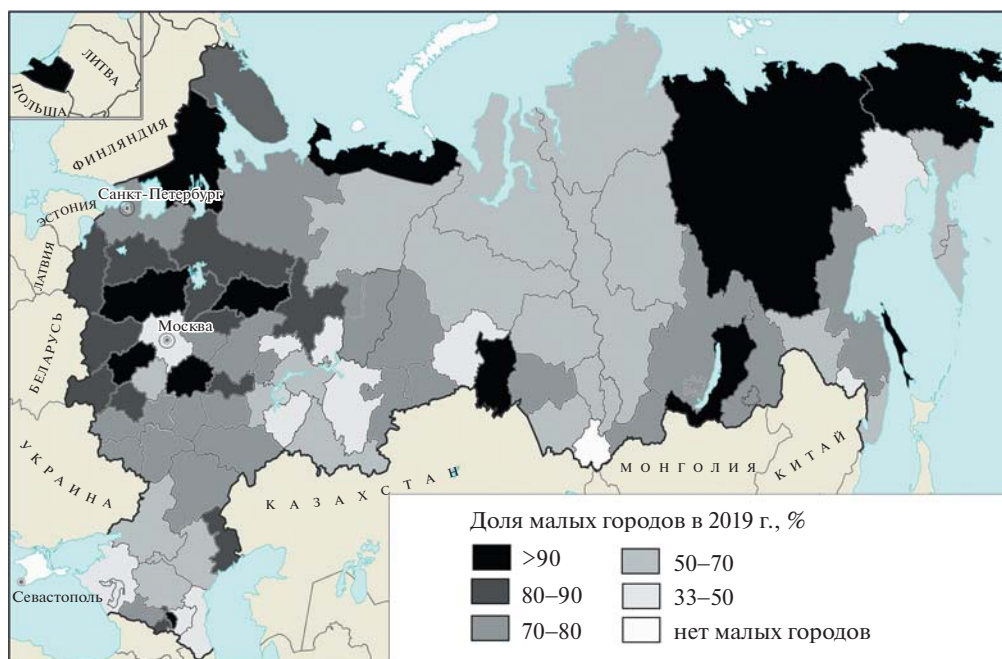 ЛИТВА
ПОЛЬША
ФИНЛЯНДИЯ
Санкт-Петербург
ЭСТОНИЯ
ЛАТВИЯ
Москва
БЕЛАРУСЬ
УКРАИНА
КАЗАХСТАН
МОНГОЛИЯ
КИТАЙ
Севастополь
Доля малых городов в 2019 г., %
>90
50–70
80–90
33–50
70–80
нет малых городов